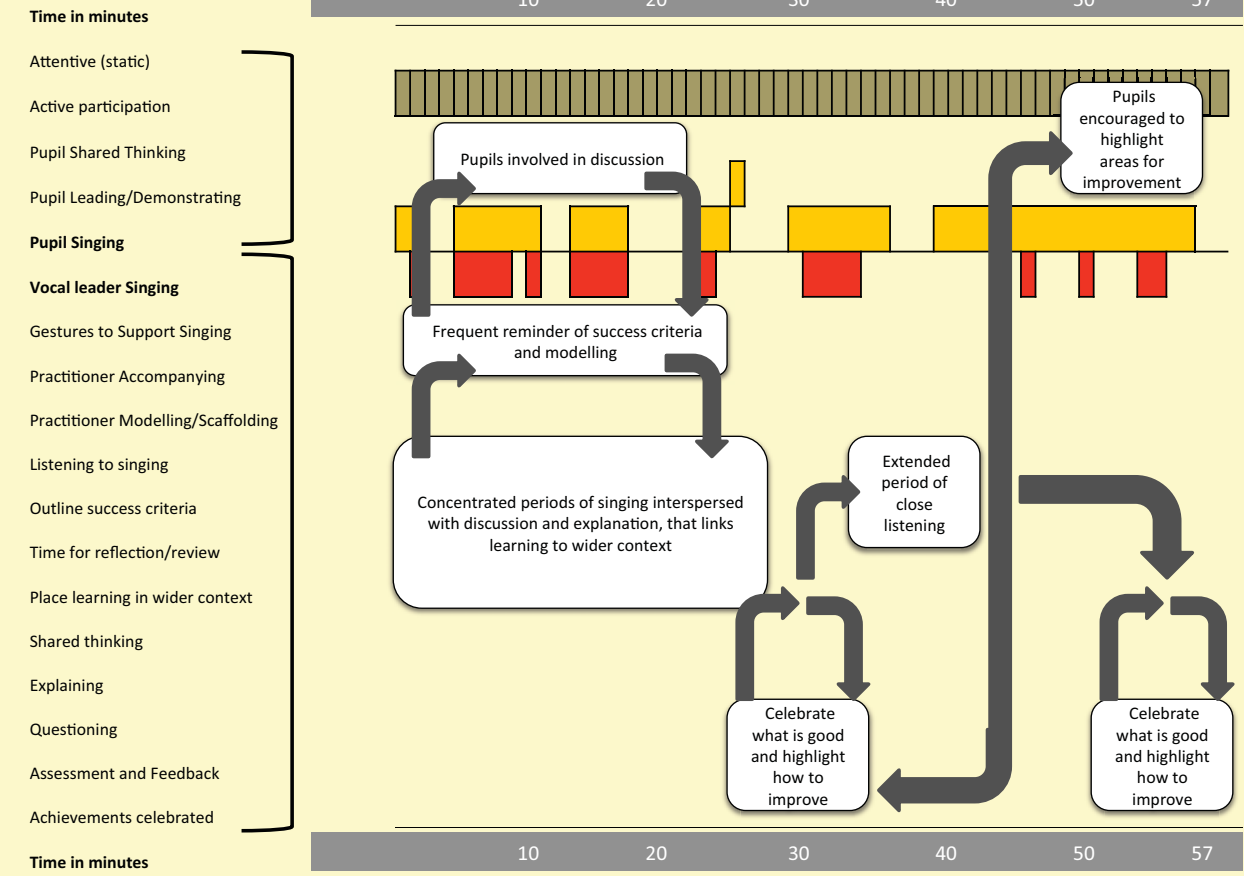 10 20 30 40 50 57
Time in minutes
Attentive (static)
Active participation
Pupil Shared Thinking
Pupil Leading/Demonstrating
Pupil Singing
Vocal leader Singing
Gestures to Support Singing
Practitioner Accompanying
Practitioner Modelling/Scaffolding
Listening to singing
Outline success criteria
Time for reflection/review
Place learning in wider context
Shared thinking
Explaining
Questioning
Assessment and Feedback
Achievements celebrated
Pupils
encouraged to
highlight
areas for
improvement
Pupils involved in discussion
Frequent reminder of success criteria
and modelling
Concentrated periods of singing interspersed
with discussion and explanation, that links
learning to wider context
Extended
period of
close
listening
Celebrate
what is good
and highlight
how to
improve
Celebrate
what is good
and highlight
how to
improve
Time in minutes
10 20 30 40 50 57